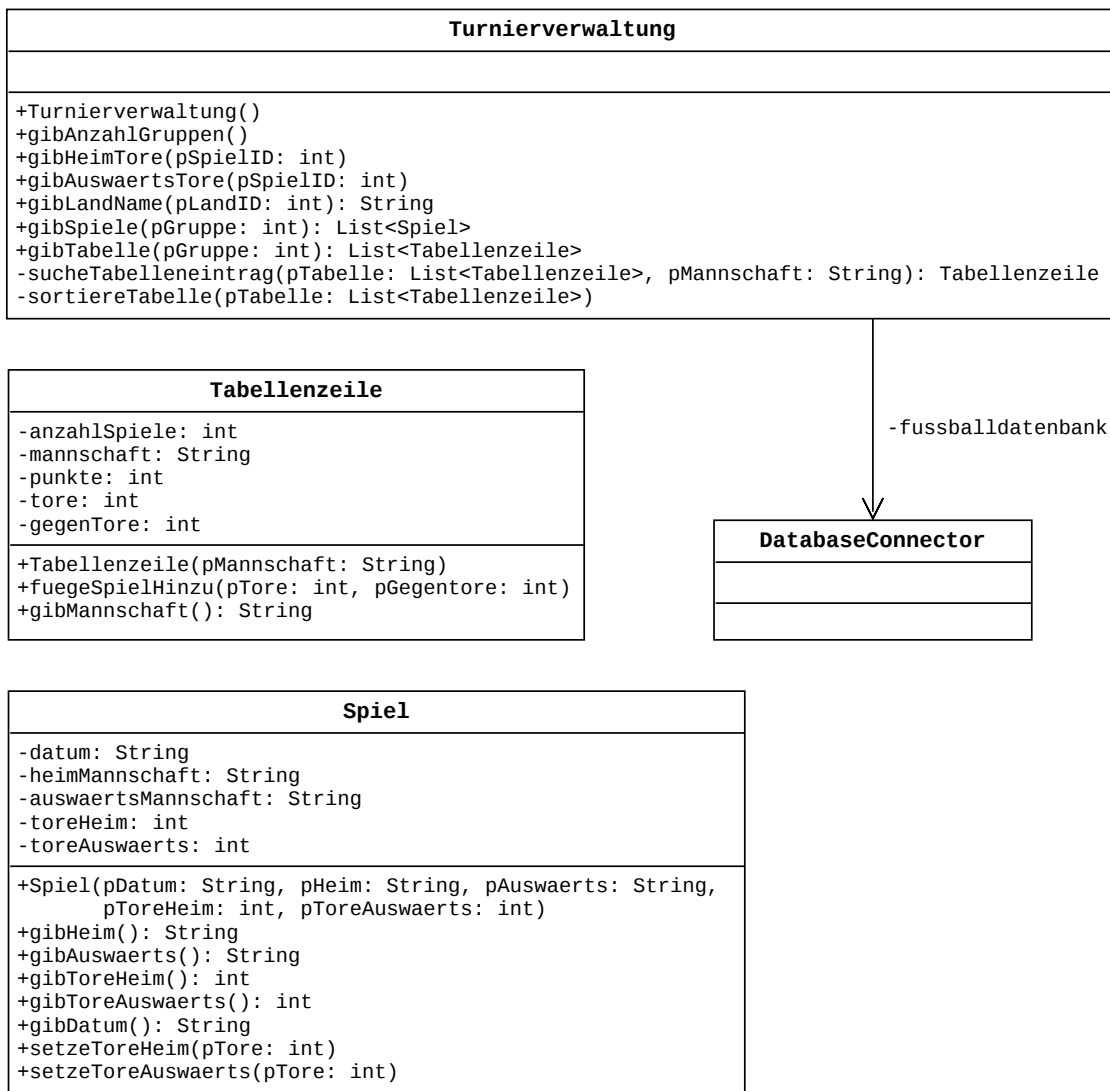 Turnierverwaltung
+Turnierverwaltung()
+gibAnzahlGruppen()
+gibHeimTore(pSpielID: int)
+gibAuswaertsTore(pSpielID: int)
+gibLandName(pLandID: int): String
+gibSpiele(pGruppe: int): List<Spiel>
+gibTabelle(pGruppe: int): List<Tabellenzeile>
-sucheTabelleneintrag(pTabelle: List<Tabellenzeile>, pMannschaft: String): Tabellenzeile
-sortiereTabelle(pTabelle: List<Tabellenzeile>)
Tabellenzeile
-anzahlSpiele: int
-mannschaft: String
-punkte: int
-tore: int
-gegenTore: int
+Tabellenzeile(pMannschaft: String)
+fuegeSpielHinzu(pTore: int, pGegentore: int)
+gibMannschaft(): String
-fussballdatenbank
DatabaseConnector
Spiel
-datum: String
-heimMannschaft: String
-auswaertsMannschaft: String
-toreHeim: int
-toreAuswaerts: int
+Spiel(pDatum: String, pHeim: String, pAuswaerts: String,
pToreHeim: int, pToreAuswaerts: int)
+gibHeim(): String
+gibAuswaerts(): String
+gibToreHeim(): int
+gibToreAuswaerts(): int
+gibDatum(): String
+setzeToreHeim(pTore: int)
+setzeToreAuswaerts(pTore: int)